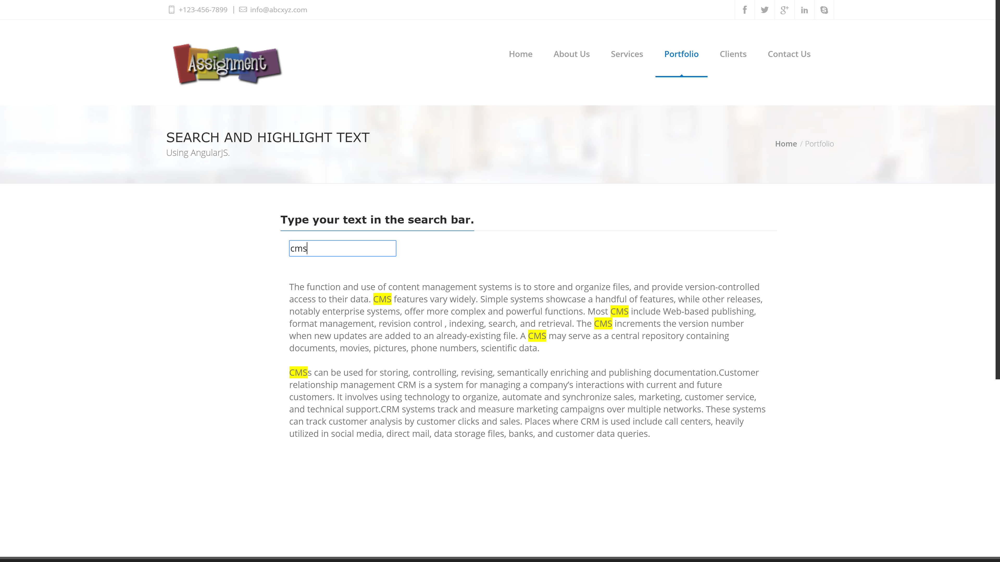 +123-456-7899 | info@abcxyz.com
Assignment
Home About Us Services Portfolio Clients Contact Us
SEARCH AND HIGHLIGHT TEXT
Using AngularJS.
Home / Portfolio
Type your text in the search bar.
cms
The function and use of content management systems is to store and organize files, and provide version-controlled
access to their data. CMS features vary widely. Simple systems showcase a handful of features, while other releases,
notably enterprise systems, offer more complex and powerful functions. Most CMS include Web-based publishing,
format management, revision control , indexing, search, and retrieval. The CMS increments the version number
when new updates are added to an already-existing file. A CMS may serve as a central repository containing
documents, movies, pictures, phone numbers, scientific data.
CMSs can be used for storing, controlling, revising, semantically enriching and publishing documentation.Customer
relationship management CRM is a system for managing a company’s interactions with current and future
customers. It involves using technology to organize, automate and synchronize sales, marketing, customer service,
and technical support.CRM systems track and measure marketing campaigns over multiple networks. These systems
can track customer analysis by customer clicks and sales. Places where CRM is used include call centers, heavily
utilized in social media, direct mail, data storage files, banks, and customer data queries.